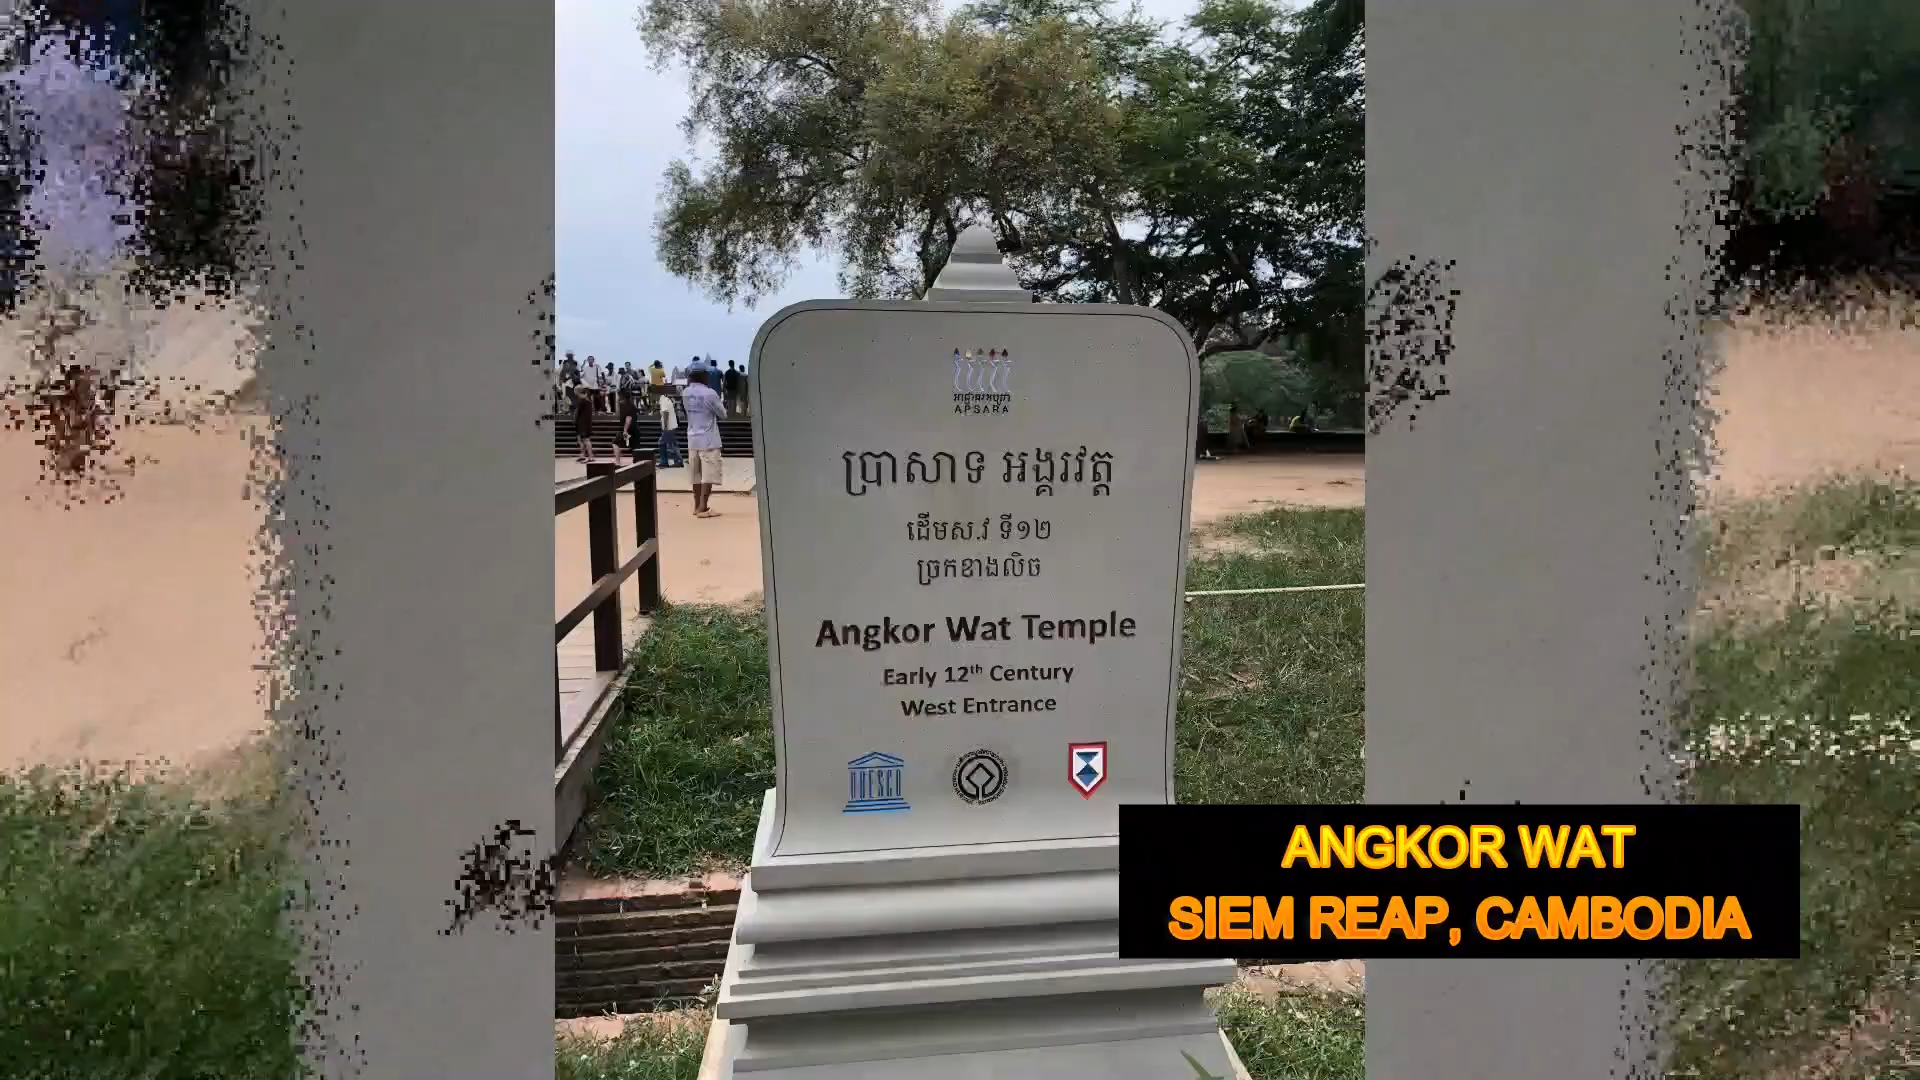 អាជ្ញាធរអប្សរា
APSARA
ប្រាសាទ អង្គរវត្ត
ដើមស.វ ទី១២
ច្រកខាងលិច
Angkor Wat Temple
Early 12th Century
West Entrance
UNESCO
ANGKOR WAT
SIEM REAP, CAMBODIA